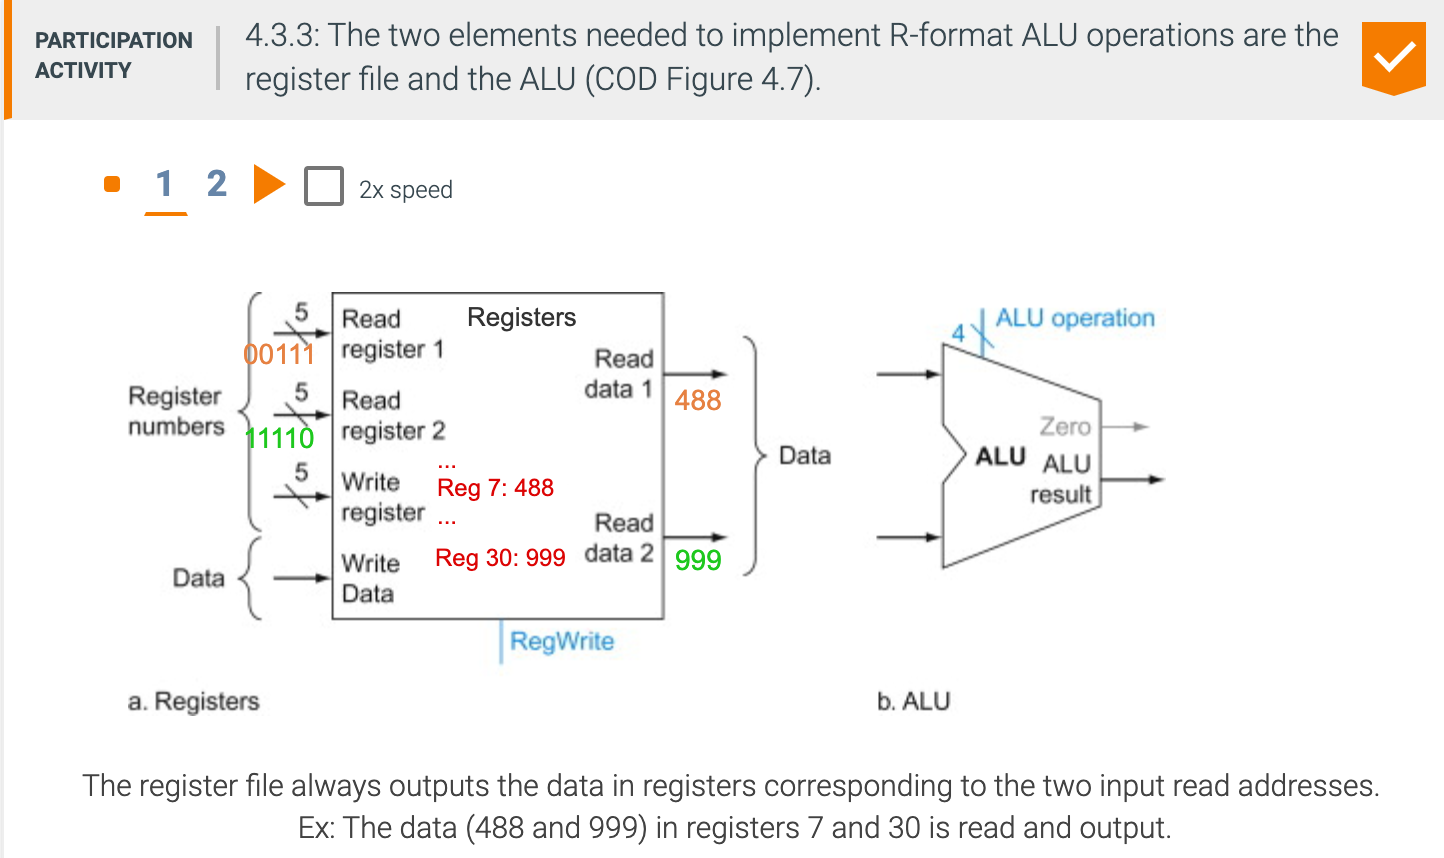 PARTICIPATION
ACTIVITY
4.3.3: The two elements needed to implement R-format ALU operations are the
register file and the ALU (COD Figure 4.7).
1 2 2x speed
Register
numbers
5
00111
5
11110
5
Data
Registers
Read
register 1
Read
register 2
Write
register
Write
Data
...
Reg 7: 488
...
Reg 30: 999
Read
data 1
488
Read
data 2
999
Data
RegWrite
a. Registers
4
ALU operation
Zero
ALU
ALU
result
b. ALU
The register file always outputs the data in registers corresponding to the two input read addresses.
Ex: The data (488 and 999) in registers 7 and 30 is read and output.